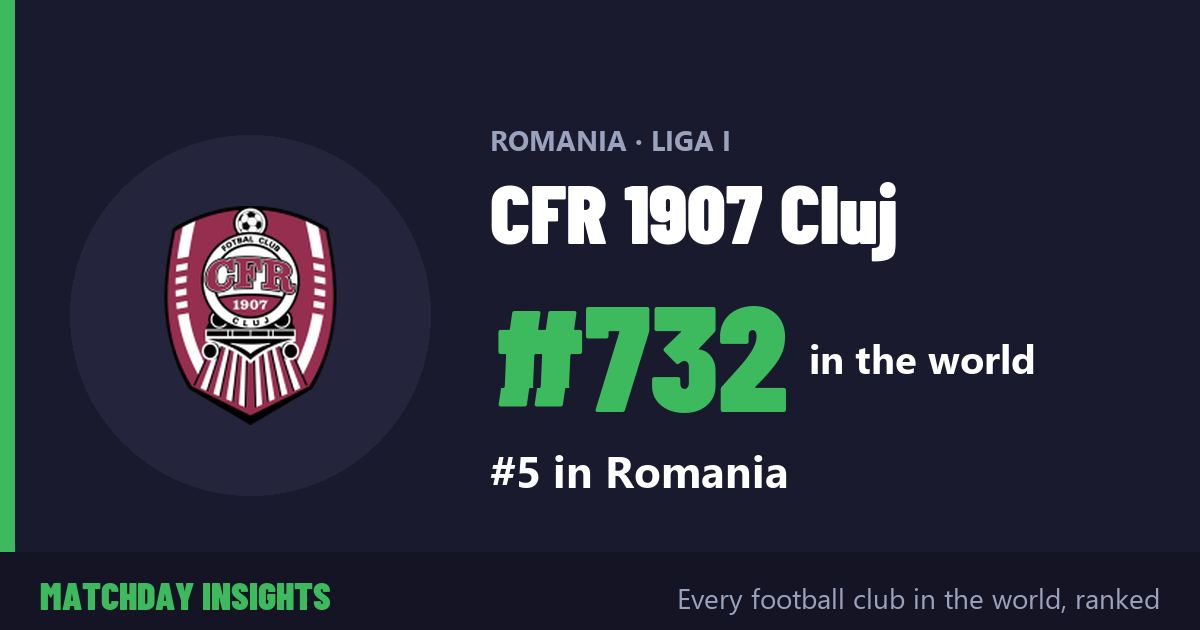 ROMANIA · LIGA I
CFR 1907 Cluj
#732 in the world
#5 in Romania
FOTBAL CLUB
CFR
1907
CLUJ
MATCHDAY INSIGHTS
Every football club in the world, ranked